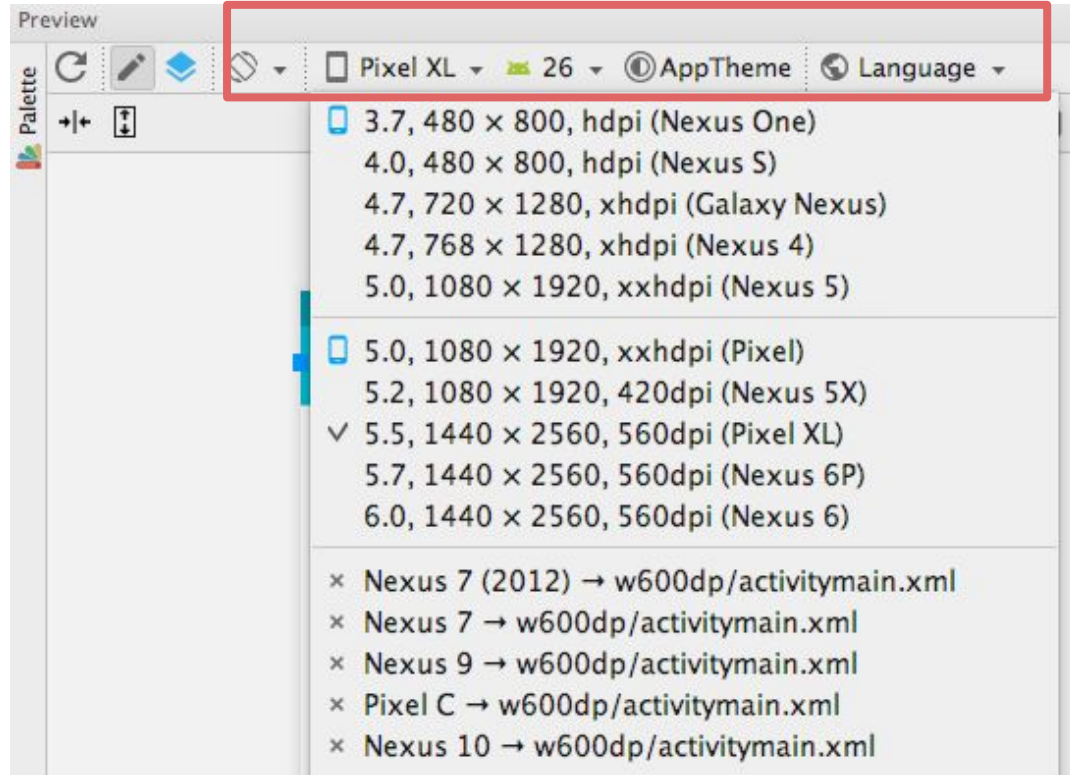 Preview
Palette
Pixel XL 26 AppTheme Language
3.7, 480 × 800, hdpi (Nexus One)
4.0, 480 × 800, hdpi (Nexus S)
4.7, 720 × 1280, xhdpi (Galaxy Nexus)
4.7, 768 × 1280, xhdpi (Nexus 4)
5.0, 1080 × 1920, xxhdpi (Nexus 5)
5.0, 1080 × 1920, xxhdpi (Pixel)
5.2, 1080 × 1920, 420dpi (Nexus 5X)
5.5, 1440 × 2560, 560dpi (Pixel XL)
5.7, 1440 × 2560, 560dpi (Nexus 6P)
6.0, 1440 × 2560, 560dpi (Nexus 6)
× Nexus 7 (2012) → w600dp/activitymain.xml
× Nexus 7 → w600dp/activitymain.xml
× Nexus 9 → w600dp/activitymain.xml
× Pixel C → w600dp/activitymain.xml
× Nexus 10 → w600dp/activitymain.xml